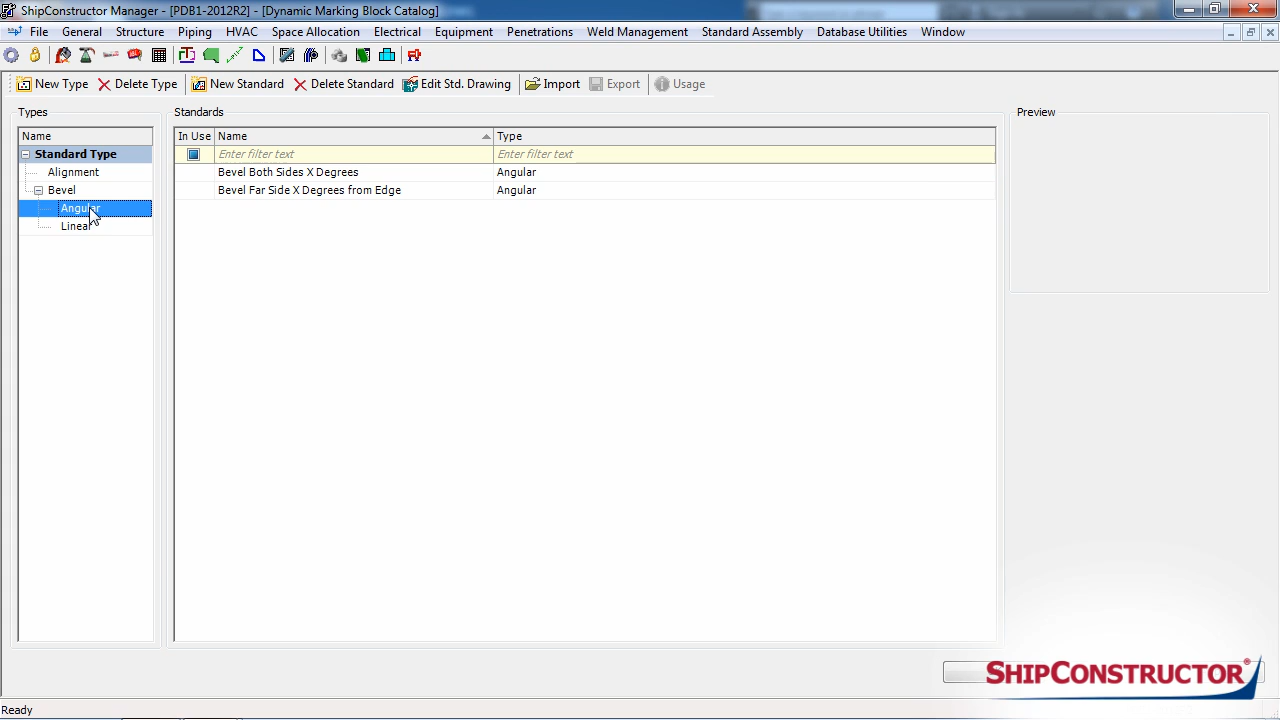 ShipConstructor Manager - [PDB1-2012R2] - [Dynamic Marking Block Catalog]
File General Structure Piping HVAC Space Allocation Electrical Equipment Penetrations Weld Management Standard Assembly Database Utilities Window
New Type Delete Type New Standard Delete Standard Edit Std. Drawing Import Export Usage
Types Standards Preview
Name In Use Name Type
Standard Type Enter filter text Enter filter text
Alignment Bevel Both Sides X Degrees Angular
Bevel Bevel Far Side X Degrees from Edge Angular
Angular
Linear
SHIPCONSTRUCTOR®
Ready